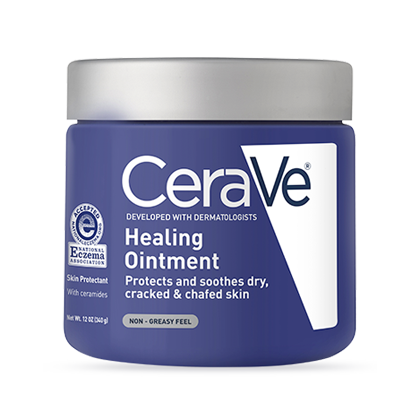 CeraVe®
DEVELOPED WITH DERMATOLOGISTS
Healing
Ointment
Protects and soothes dry,
cracked & chafed skin
NON - GREASY FEEL
ACCEPTED
e
NATIONAL
Eczema
ASSOCIATION
Skin Protectant
With ceramides
Net Wt. 12 OZ (340g)